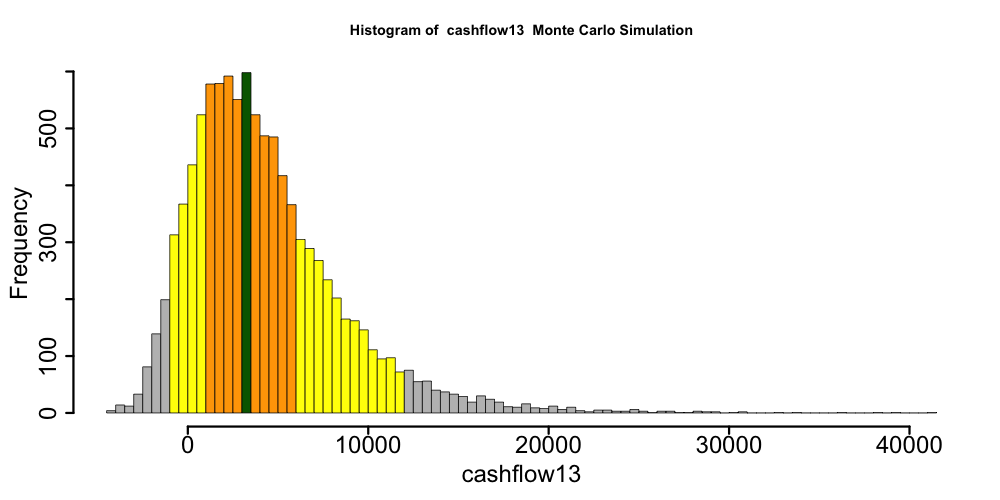 Histogram of  cashflow13  Monte Carlo Simulation
Frequency
500
300
100
0
0 10000 20000 30000 40000
cashflow13